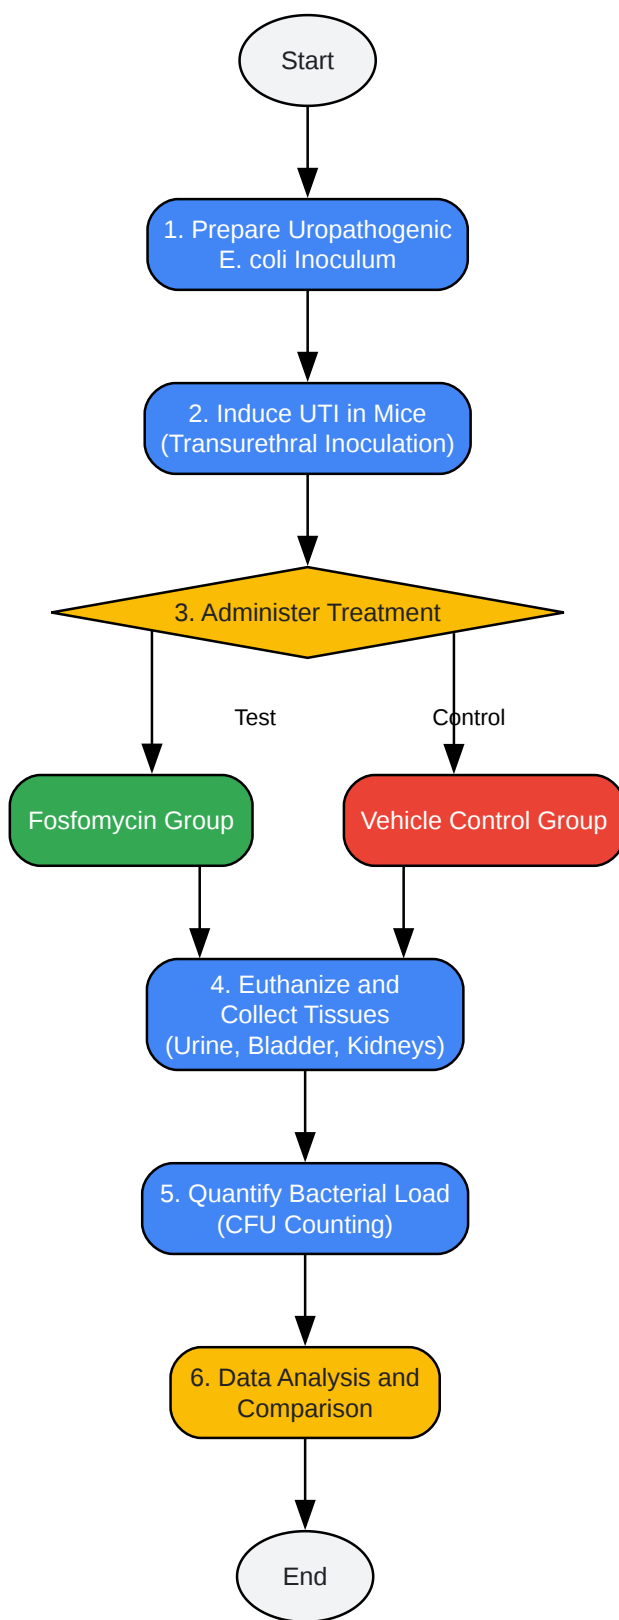 Start
1. Prepare Uropathogenic
E. coli Inoculum
2. Induce UTI in Mice
(Transurethral Inoculation)
3. Administer Treatment
Test
Control
Fosfomycin Group
Vehicle Control Group
4. Euthanize and
Collect Tissues
(Urine, Bladder, Kidneys)
5. Quantify Bacterial Load
(CFU Counting)
6. Data Analysis and
Comparison
End